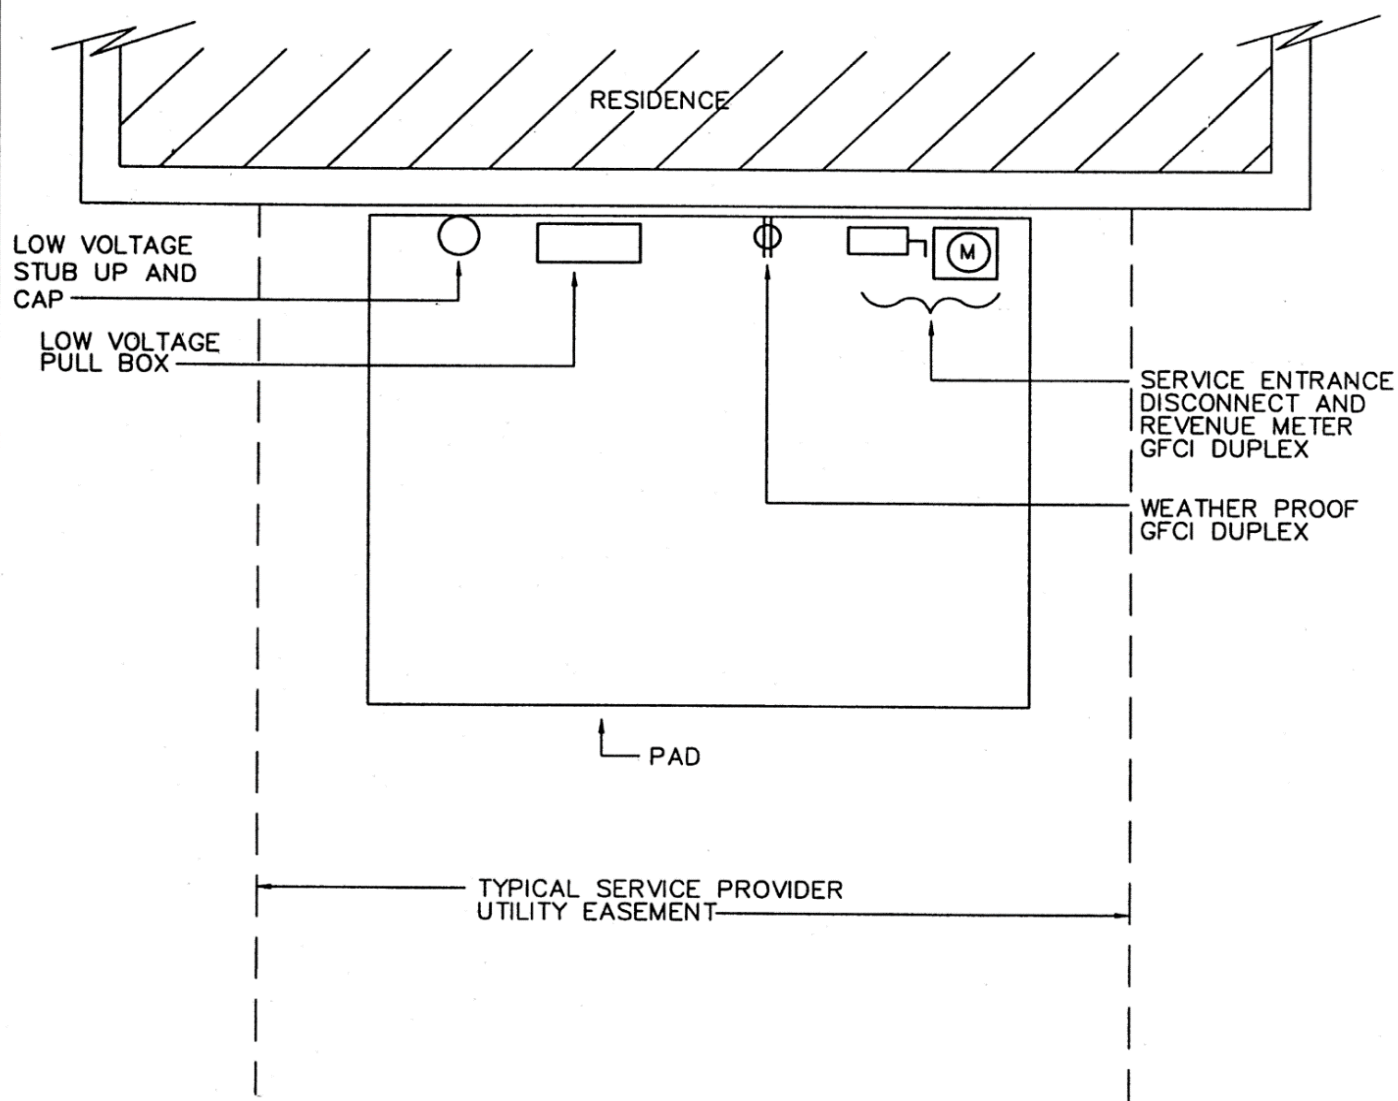 RESIDENCE
LOW VOLTAGE
STUB UP AND
CAP
LOW VOLTAGE
PULL BOX
M
SERVICE ENTRANCE
DISCONNECT AND
REVENUE METER
GFCI DUPLEX
WEATHER PROOF
GFCI DUPLEX
PAD
TYPICAL SERVICE PROVIDER
UTILITY EASEMENT